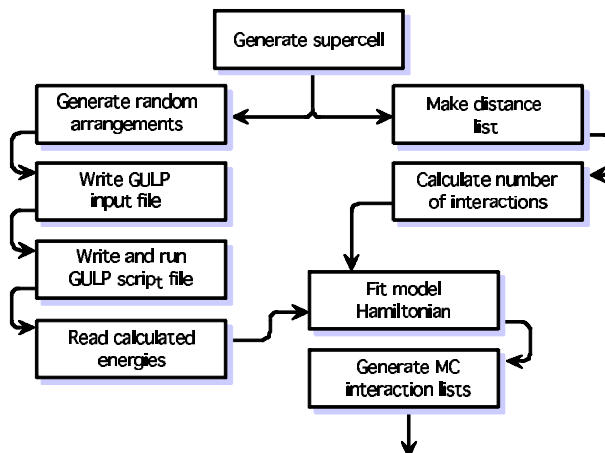 Generate supercell
Generate random
arrangements
Make distance
list
Write GULP
input file
Calculate number
of interactions
Write and run
GULP script file
Fit model
Hamiltonian
Read calculated
energies
Generate MC
interaction lists